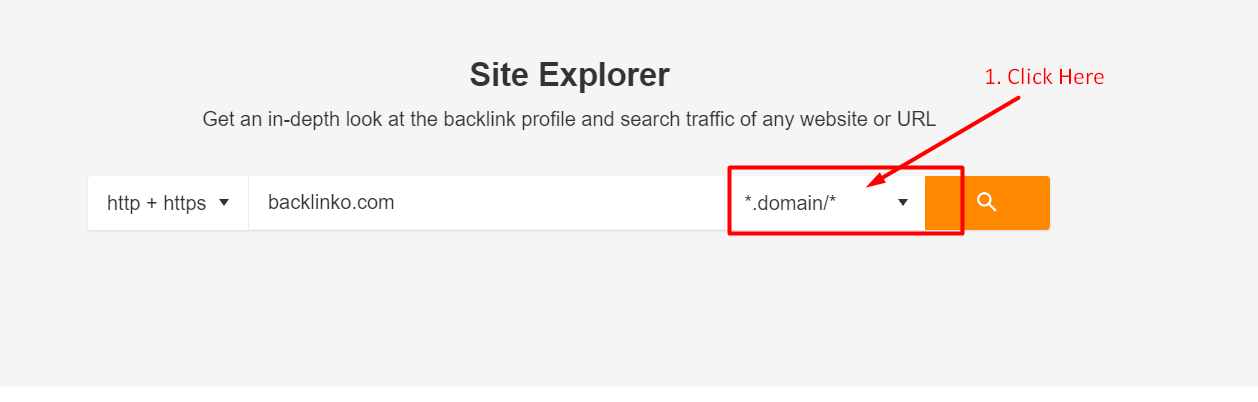 Site Explorer
1. Click Here
Get an in-depth look at the backlink profile and search traffic of any website or URL
http + https
backlinko.com
*.domain/*